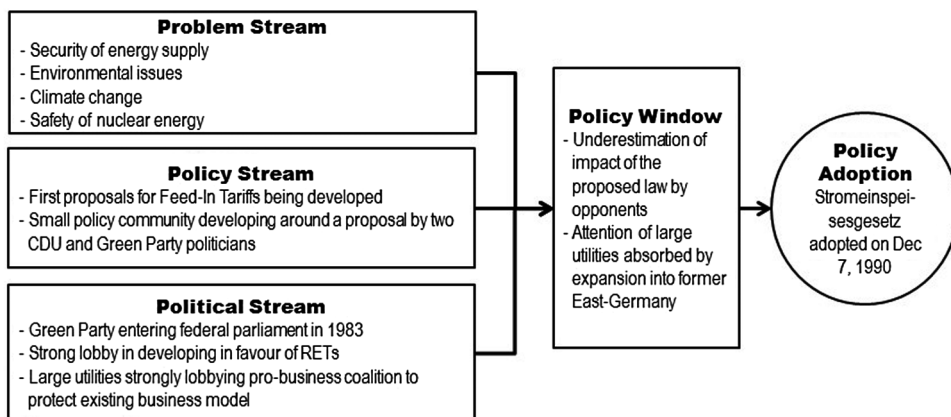 Problem Stream
- Security of energy supply
- Environmental issues
- Climate change
- Safety of nuclear energy
Policy Stream
- First proposals for Feed-In Tariffs being developed
- Small policy community developing around a proposal by two
CDU and Green Party politicians
Political Stream
- Green Party entering federal parliament in 1983
- Strong lobby in developing in favour of RETs
- Large utilities strongly lobbying pro-business coalition to
protect existing business model
Policy Window
- Underestimation of
impact of the
proposed law by
opponents
- Attention of large
utilities absorbed by
expansion into former
East-Germany
Policy
Adoption
Stromeinspei-
sesgesetz
adopted on Dec
7, 1990